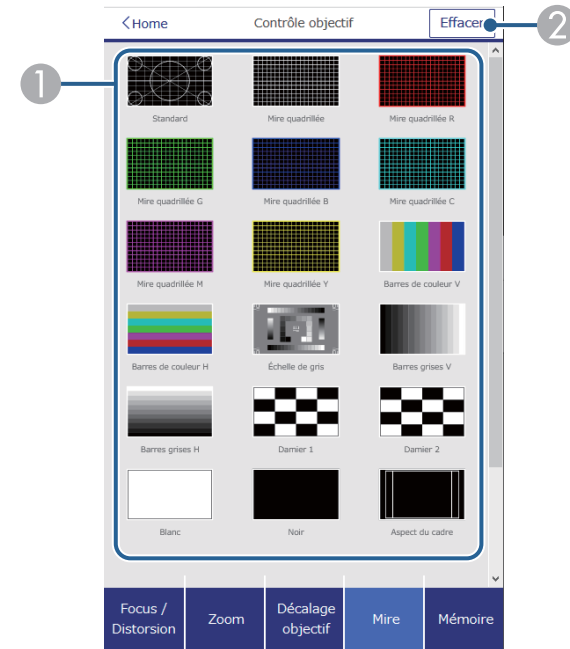 <Home Contrôle objectif Effacer 2
1
Standard Mire quadrillée Mire quadrillée R
Mire quadrillée G Mire quadrillée B Mire quadrillée C
Mire quadrillée M Mire quadrillée Y Barres de couleur V
Barres de couleur H Échelle de gris Barres grises V
Barres grises H Damier 1 Damier 2
Blanc Noir Aspect du cadre
Focus / Distorsion Zoom Décalage objectif Mire Mémoire